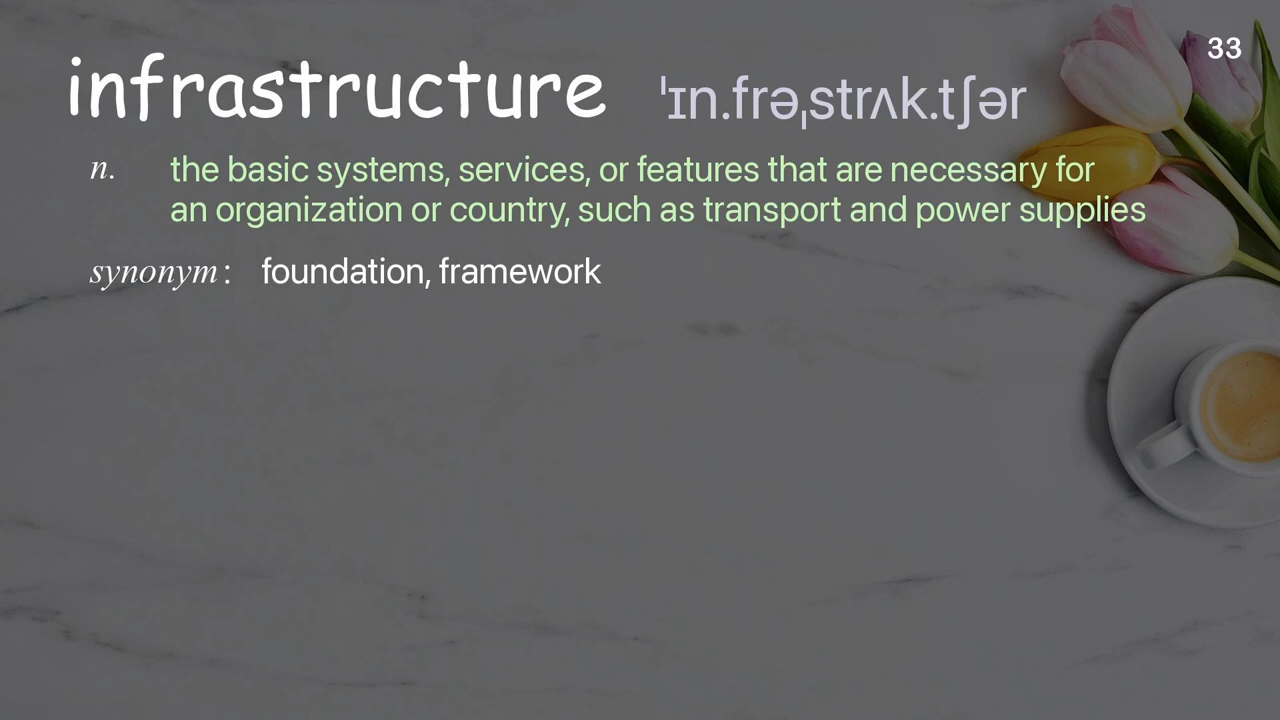 33
infrastructure ˈɪn.frəˌstrʌk.tʃər
n. the basic systems, services, or features that are necessary for
an organization or country, such as transport and power supplies
synonym : foundation, framework